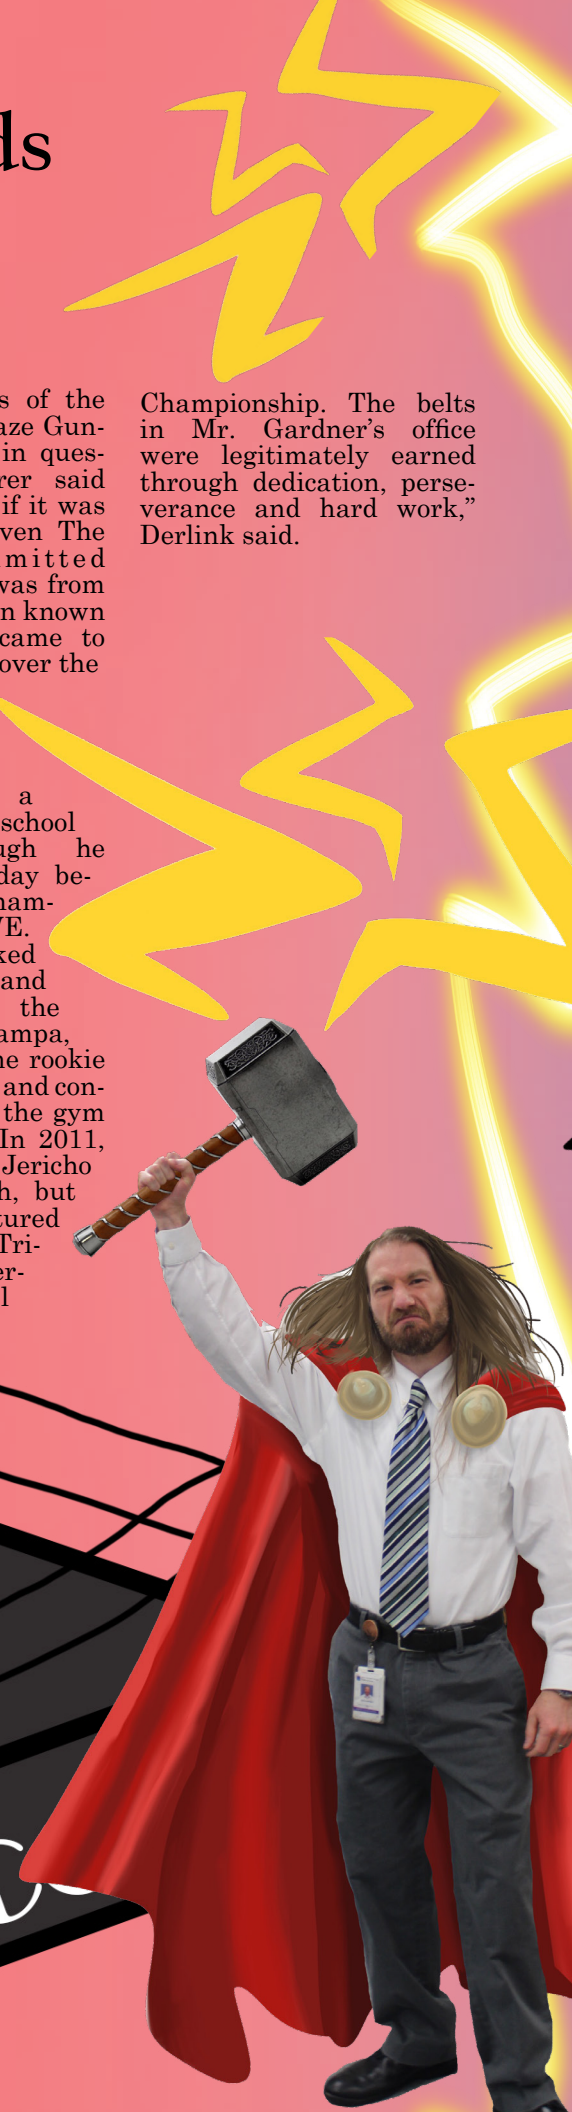 ds
s of the
aze Gun-
in ques-
rer said
if it was
ven The
mitted
was from
n known
came to
over the
a
school
ugh he
day be-
ham-
VE.
ked
and
the
ampa,
he rookie
and con-
the gym
In 2011,
Jericho
h, but
tured
Tri-
er-
l
Championship. The belts
in Mr. Gardner's office
were legitimately earned
through dedication, perse-
verance and hard work,”
Derlink said.